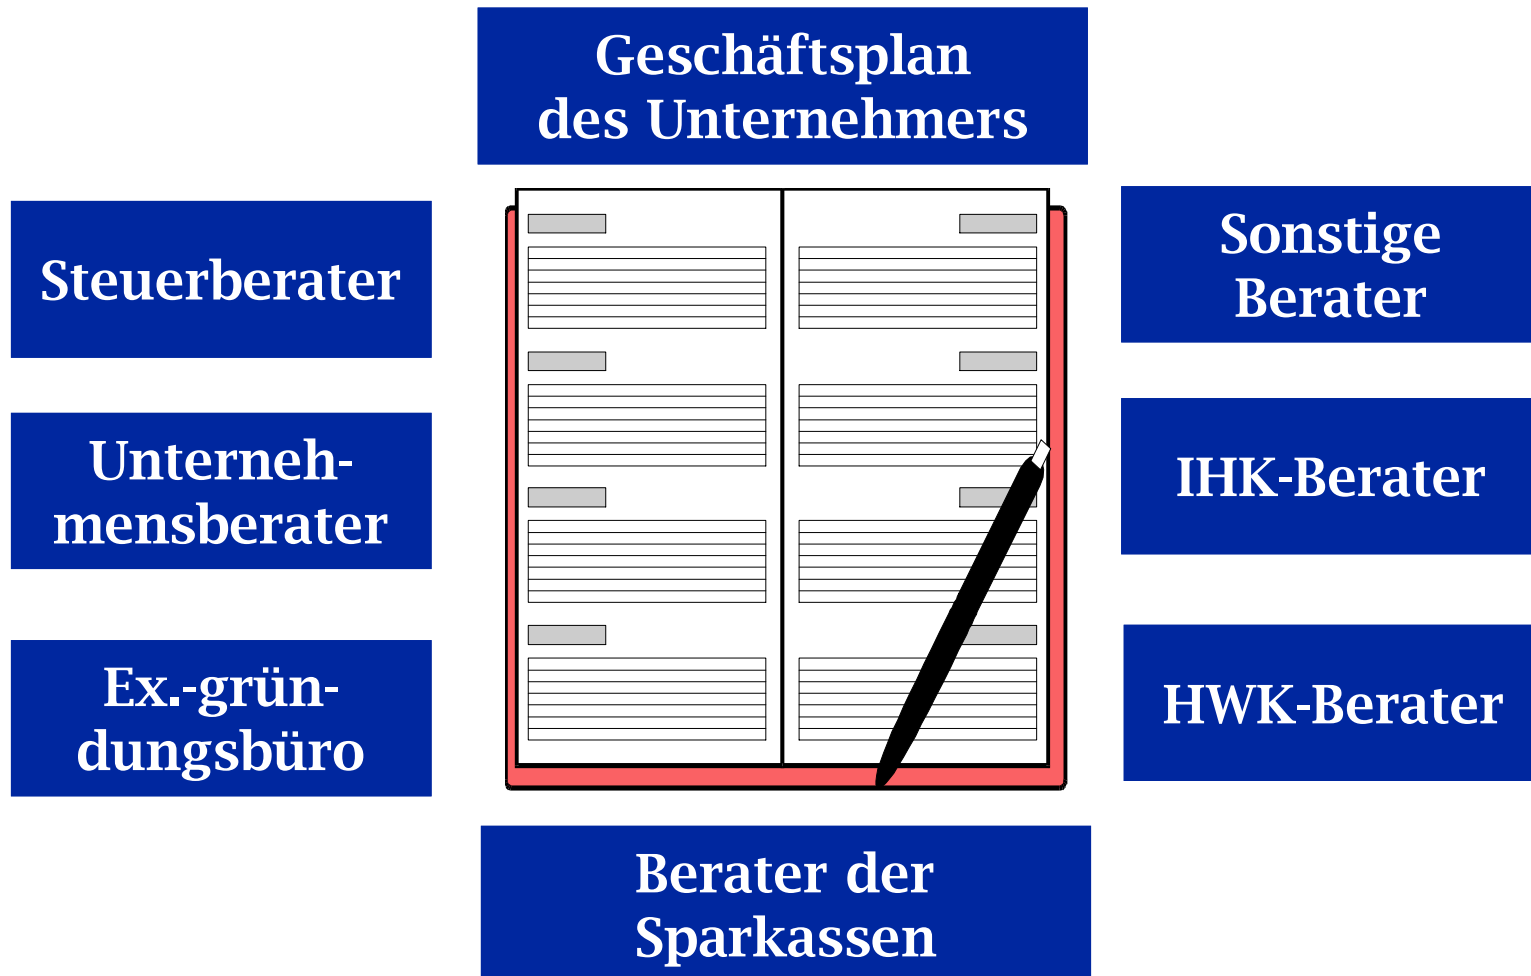 Geschäftsplan
des Unternehmers
Steuerberater
Sonstige
Berater
Unterneh-
mensberater
IHK-Berater
Ex.-grün-
dungsbüro
HWK-Berater
Berater der
Sparkassen